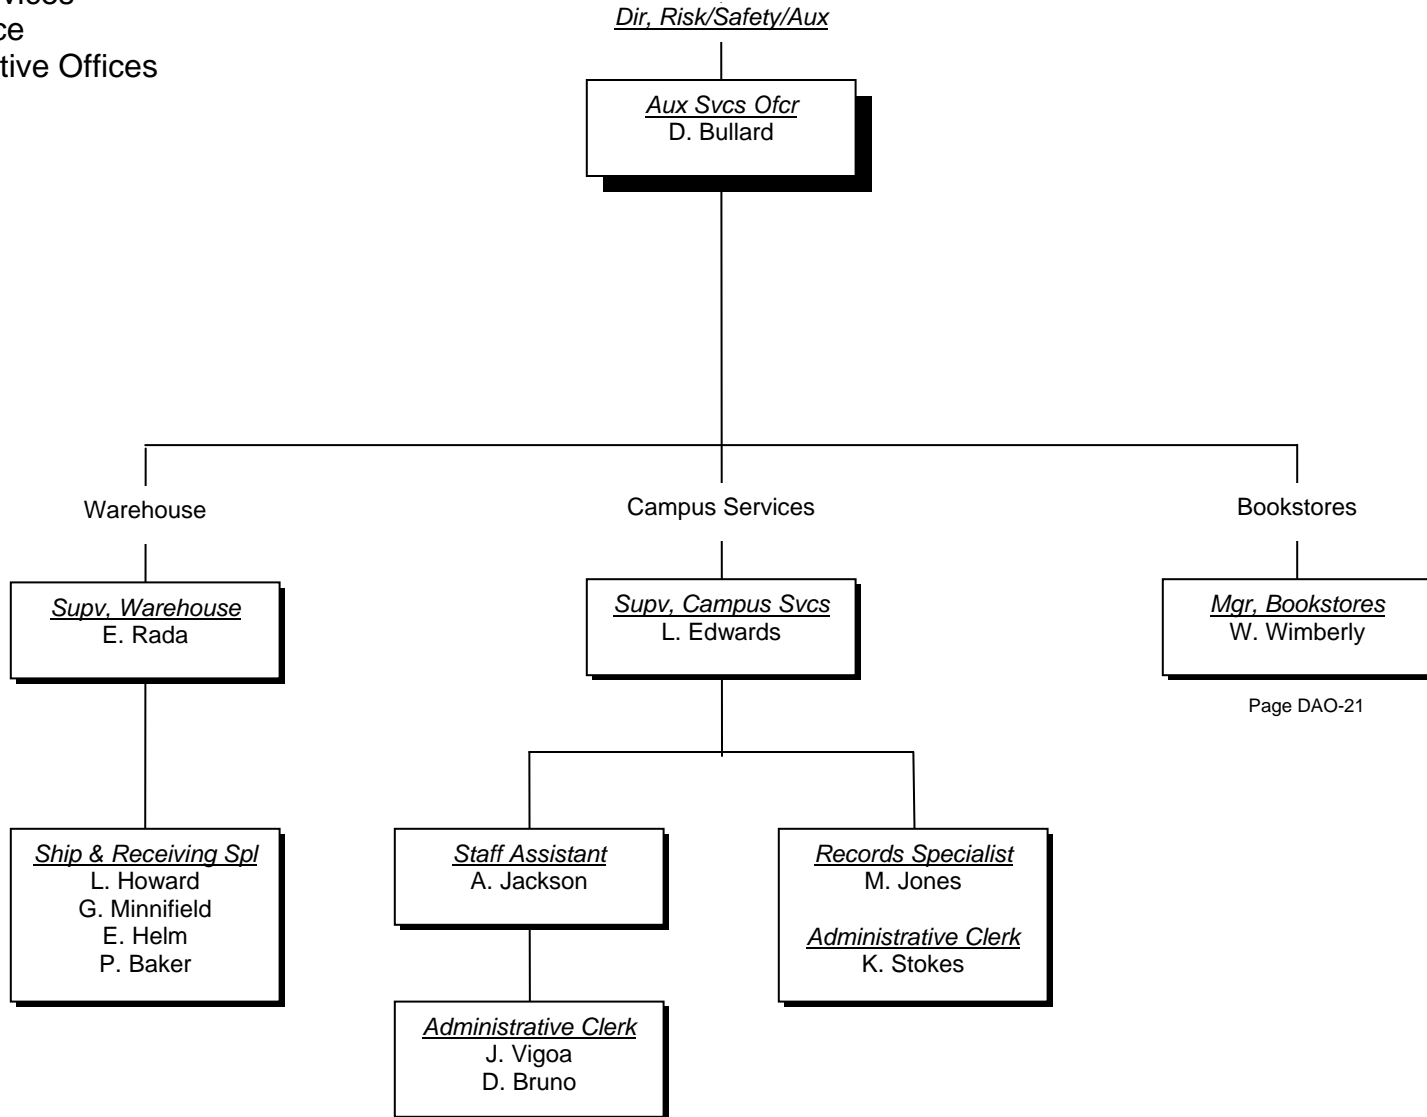 Dir, Risk/Safety/Aux
tive Offices
Aux Svcs Ofcr
D. Bullard
Warehouse
Campus Services
Bookstores
Supv, Warehouse
E. Rada
Supv, Campus Svcs
L. Edwards
Mgr, Bookstores
W. Wimberly
Page DAO-21
Ship & Receiving Spl
L. Howard
G. Minnifield
E. Helm
P. Baker
Staff Assistant
A. Jackson
Records Specialist
M. Jones
Administrative Clerk
K. Stokes
Administrative Clerk
J. Vigoa
D. Bruno